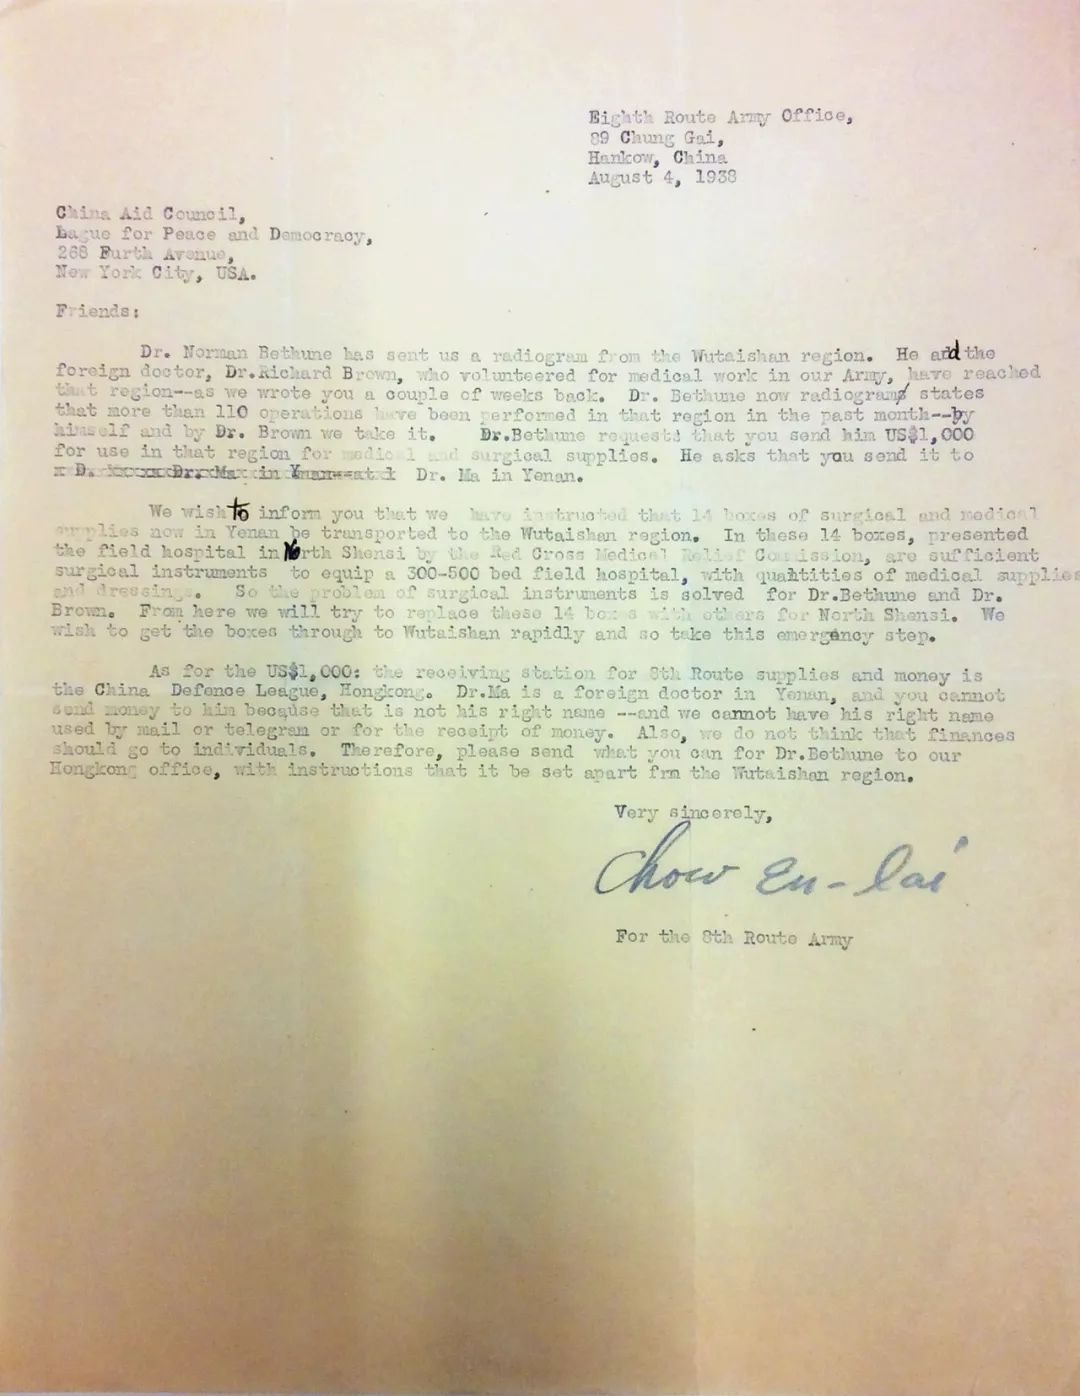 Eighth Route Army Office,
89 Chung Gai,
Hankow, China
August 4, 1938
China Aid Council,
Lague for Peace and Democracy,
268 Furth Avenue,
New York City, USA.
Friends:
Dr. Norman Bethune has sent us a radiogram from the Wutaishan region. He and the
foreign doctor, Dr.Richard Brown, who volunteered for medical work in our Army, have reached
that region--as we wrote you a couple of weeks back. Dr. Bethune now radiogram states
that more than 110 operations have been performed in that region in the past month--by
himself and by Dr. Brown we take it. Dr.Bethune requests that you send him US$1,000
for use in that region for medical and surgical supplies. He asks that you send it to
Dr. Ma in Yenan.
We wish to inform you that we have instructed that 14 boxes of surgical and medical
supplies now in Yenan be transported to the Wutaishan region. In these 14 boxes, presented
the field hospital in North Shensi by the Red Cross Medical Relief Commission, are sufficient
surgical instruments to equip a 300-500 bed field hospital, with quantities of medical supplies
and dressings. So the problem of surgical instruments is solved for Dr.Bethune and Dr.
Brown. From here we will try to replace these 14 boxes with others for North Shensi. We
wish to get the boxes through to Wutaishan rapidly and so take this emergency step.
As for the US$1,000: the receiving station for 8th Route supplies and money is
the China Defence League, Hongkong. Dr.Ma is a foreign doctor in Yenan, and you cannot
send money to him because that is not his right name --and we cannot have his right name
used by mail or telegram or for the receipt of money. Also, we do not think that finances
should go to individuals. Therefore, please send what you can for Dr.Bethune to our
Hongkong office, with instructions that it be set apart frm the Wutaishan region.
Very sincerely,
Chow En-lai
For the 8th Route Army